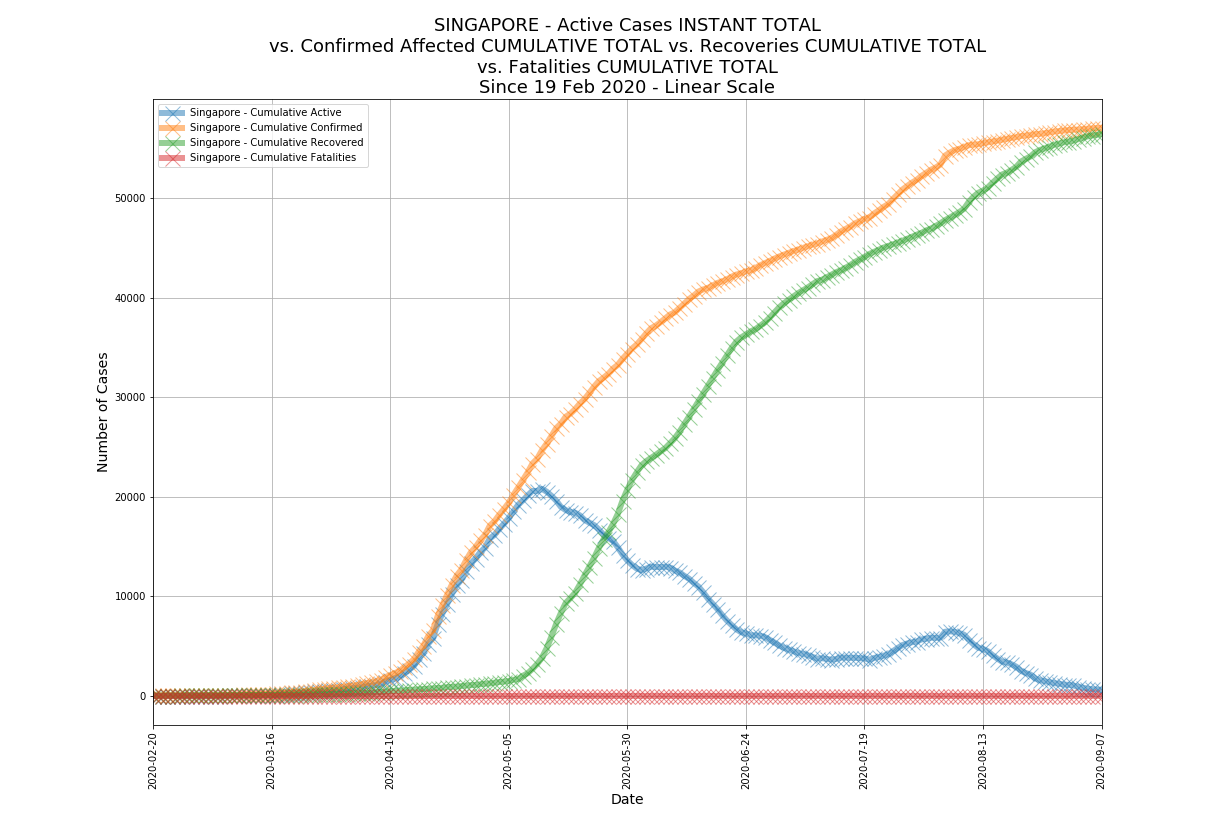 SINGAPORE - Active Cases INSTANT TOTAL
vs. Confirmed Affected CUMULATIVE TOTAL vs. Recoveries CUMULATIVE TOTAL
vs. Fatalities CUMULATIVE TOTAL
Since 19 Feb 2020 - Linear Scale
Singapore - Cumulative Active
Singapore - Cumulative Confirmed
Singapore - Cumulative Recovered
Singapore - Cumulative Fatalities
Number of Cases
50000
40000
30000
20000
10000
0
2020-02-20
2020-03-16
2020-04-10
2020-05-05
2020-05-30
2020-06-24
2020-07-19
2020-08-13
2020-09-07
Date